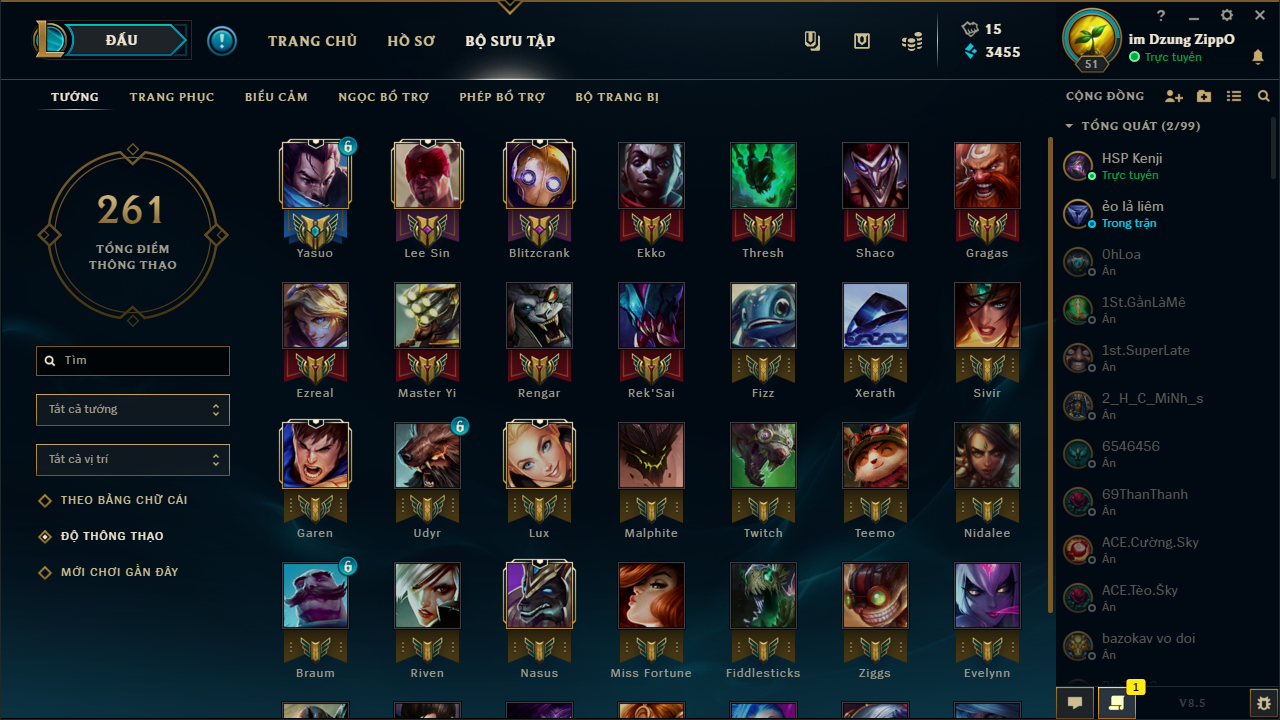 ĐẤU
!
TRANG CHỦ
HỒ SƠ
BỘ SƯU TẬP
15
3455
?
51
im Dzung ZippO
Trực tuyến
TƯỚNG
TRANG PHỤC
BIỂU CẢM
NGỌC BỔ TRỢ
PHÉP BỔ TRỢ
BỘ TRANG BỊ
261
TỔNG ĐIỂM
THÔNG THẠO
Tìm
Tất cả tướng
Tất cả vị trí
THEO BẢNG CHỮ CÁI
ĐỘ THÔNG THẠO
MỚI CHƠI GẦN ĐÂY
6
Yasuo
Lee Sin
Blitzcrank
Ekko
Thresh
Shaco
Gragas
Ezreal
Master Yi
Rengar
Rek'Sai
Fizz
Xerath
Sivir
6
Garen
Udyr
Lux
Malphite
Twitch
Teemo
Nidalee
6
Braum
Riven
Nasus
Miss Fortune
Fiddlesticks
Ziggs
Evelynn
CỘNG ĐỒNG
TỔNG QUÁT (2/99)
HSP Kenji
Trực tuyến
ẻo lả liêm
Trong trận
0hLoa
Ẩn
1St.GầnLàMê
Ẩn
1st.SuperLate
Ẩn
2_H_C_MiNh_s
Ẩn
6546456
Ẩn
69ThanThanh
Ẩn
ACE.Cường.Sky
Ẩn
ACE.Tèo.Šky
Ẩn
bazokav vo doi
Ẩn
1
V8.5